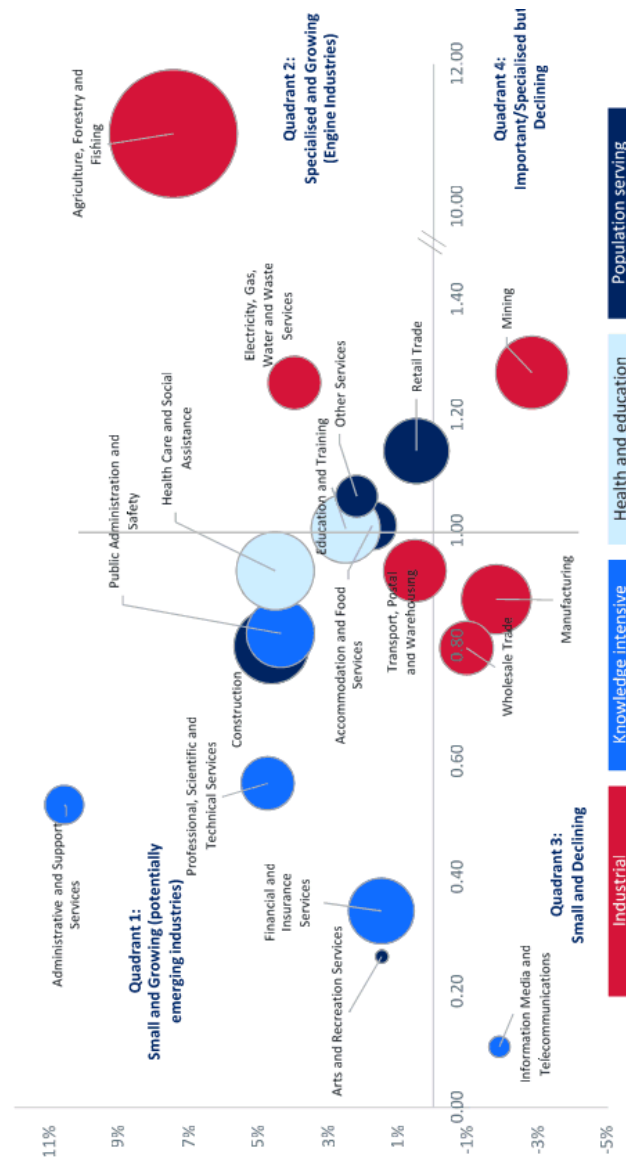 11%
9%
7%
5%
3%
1%
-1%
-3%
-5%
0.00
0.20
0.40
0.60
0.80
1.00
1.20
1.40
10.00
12.00
Quadrant 1:
Small and Growing (potentially
emerging industries)
Quadrant 2:
Specialised and Growing
(Engine Industries)
Quadrant 3:
Small and Declining
Quadrant 4:
Important/Specialised but
Declining
Administrative and Support
Services
Agriculture, Forestry and
Fishing
Public Administration and
Safety
Health Care and Social
Assistance
Electricity, Gas,
Water and Waste
Services
Construction
Professional, Scientific and
Technical Services
Education and Training
Other Services
Financial and
Insurance
Services
Arts and Recreation Services
Accommodation and Food
Services
Transport, Postal
and Warehousing
Retail Trade
Wholesale Trade
Manufacturing
Mining
Information Media and
Telecommunications
Industrial
Knowledge intensive
Health and education
Population serving